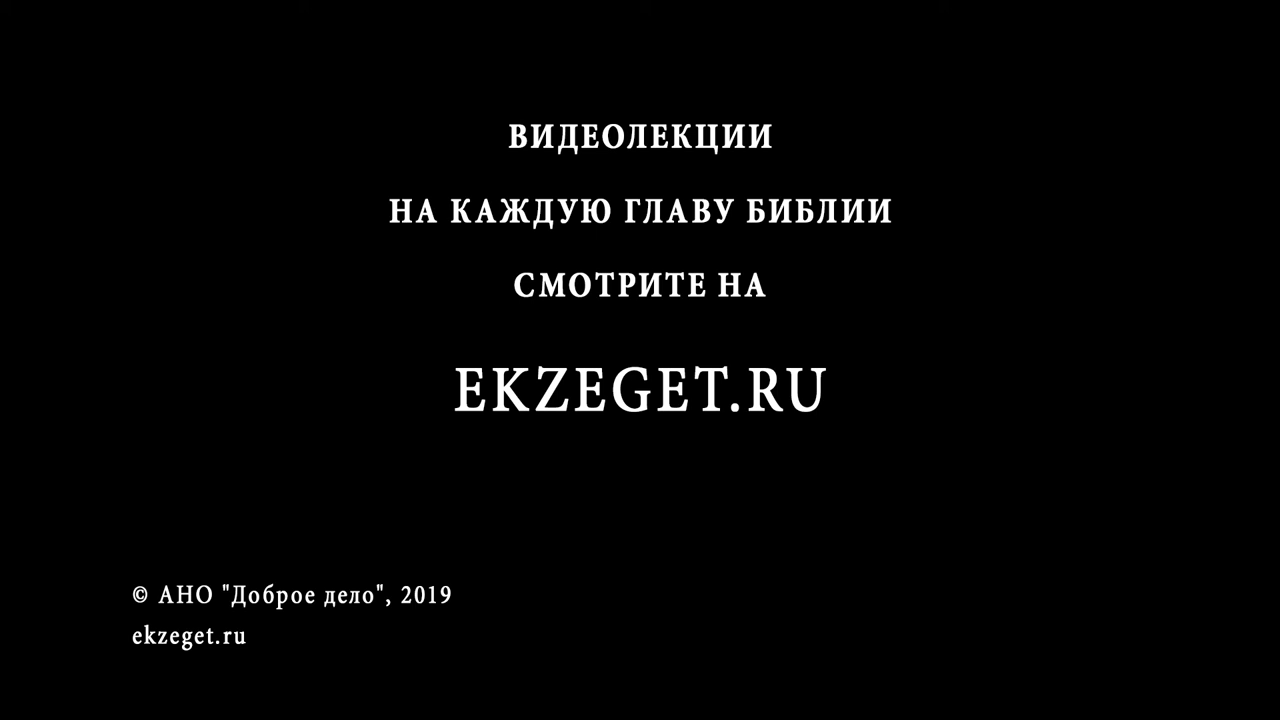 ВИДЕОЛЕКЦИИ
НА КАЖДУЮ ГЛАВУ БИБЛИИ
СМОТРИТЕ НА
EKZEGET.RU
© АНО "Доброе дело", 2019
ekzeget.ru